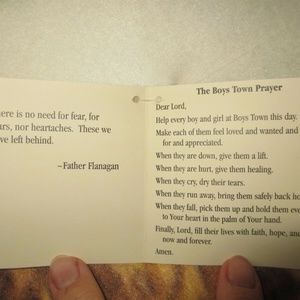 ere is no need for fear, for
rs, nor heartaches. These we
ve left behind.
–Father Flanagan
The Boys Town Prayer
Dear Lord,
Help every boy and girl at Boys Town this day.
Make each of them feel loved and wanted and
for and appreciated.
When they are down, give them a lift.
When they are hurt, give them healing.
When they cry, dry their tears.
When they run away, bring them safely back ho
When they fall, pick them up and hold them eve
to Your heart in the palm of Your hand.
Finally, Lord, fill their lives with faith, hope, an
now and forever.
Amen.